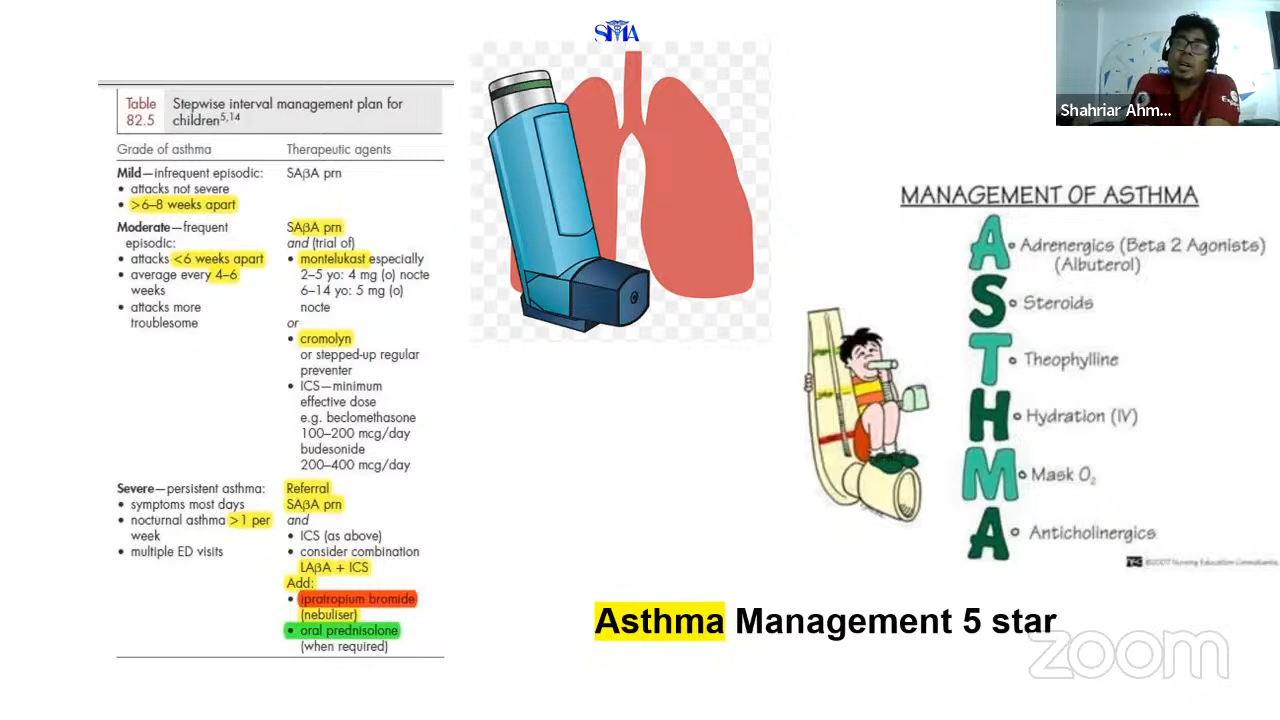 SMA
Shahriar Ahm...
Table
82.5
Stepwise interval management plan for
children5,14
Grade of asthma
Therapeutic agents
Mild—infrequent episodic:
• attacks not severe
• >6–8 weeks apart
SAβA prn
Moderate—frequent
episodic:
• attacks <6 weeks apart
• average every 4–6
weeks
• attacks more
troublesome
SAβA prn
and (trial of)
• montelukast especially
2–5 yo: 4 mg (o) nocte
6–14 yo: 5 mg (o)
nocte
or
• cromolyn
or stepped-up regular
preventer
• ICS—minimum
effective dose
e.g. beclomethasone
100–200 mcg/day
budesonide
200–400 mcg/day
Severe—persistent asthma:
• symptoms most days
• nocturnal asthma >1 per
week
• multiple ED visits
Referral
SAβA prn
and
• ICS (as above)
• consider combination
LAβA + ICS
Add:
• ipratropium bromide
(nebuliser)
• oral prednisolone
(when required)
MANAGEMENT OF ASTHMA
A Adrenergics (Beta 2 Agonists)
(Albuterol)
S Steroids
T Theophylline
H Hydration (IV)
M Mask O₂
A Anticholinergics
©2007 Nursing Education Consultants
Asthma Management 5 star
zoom